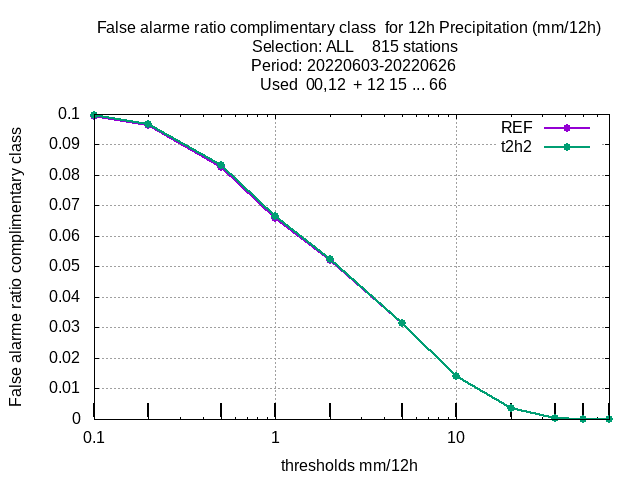 False alarme ratio complimentary class  for 12h Precipitation (mm/12h)
Selection: ALL    815 stations
Period: 20220603-20220626
Used  00,12  + 12 15 ... 66
REF
t2h2
False alarme ratio complimentary class
0.1
0.09
0.08
0.07
0.06
0.05
0.04
0.03
0.02
0.01
0
0.1 1 10
thresholds mm/12h